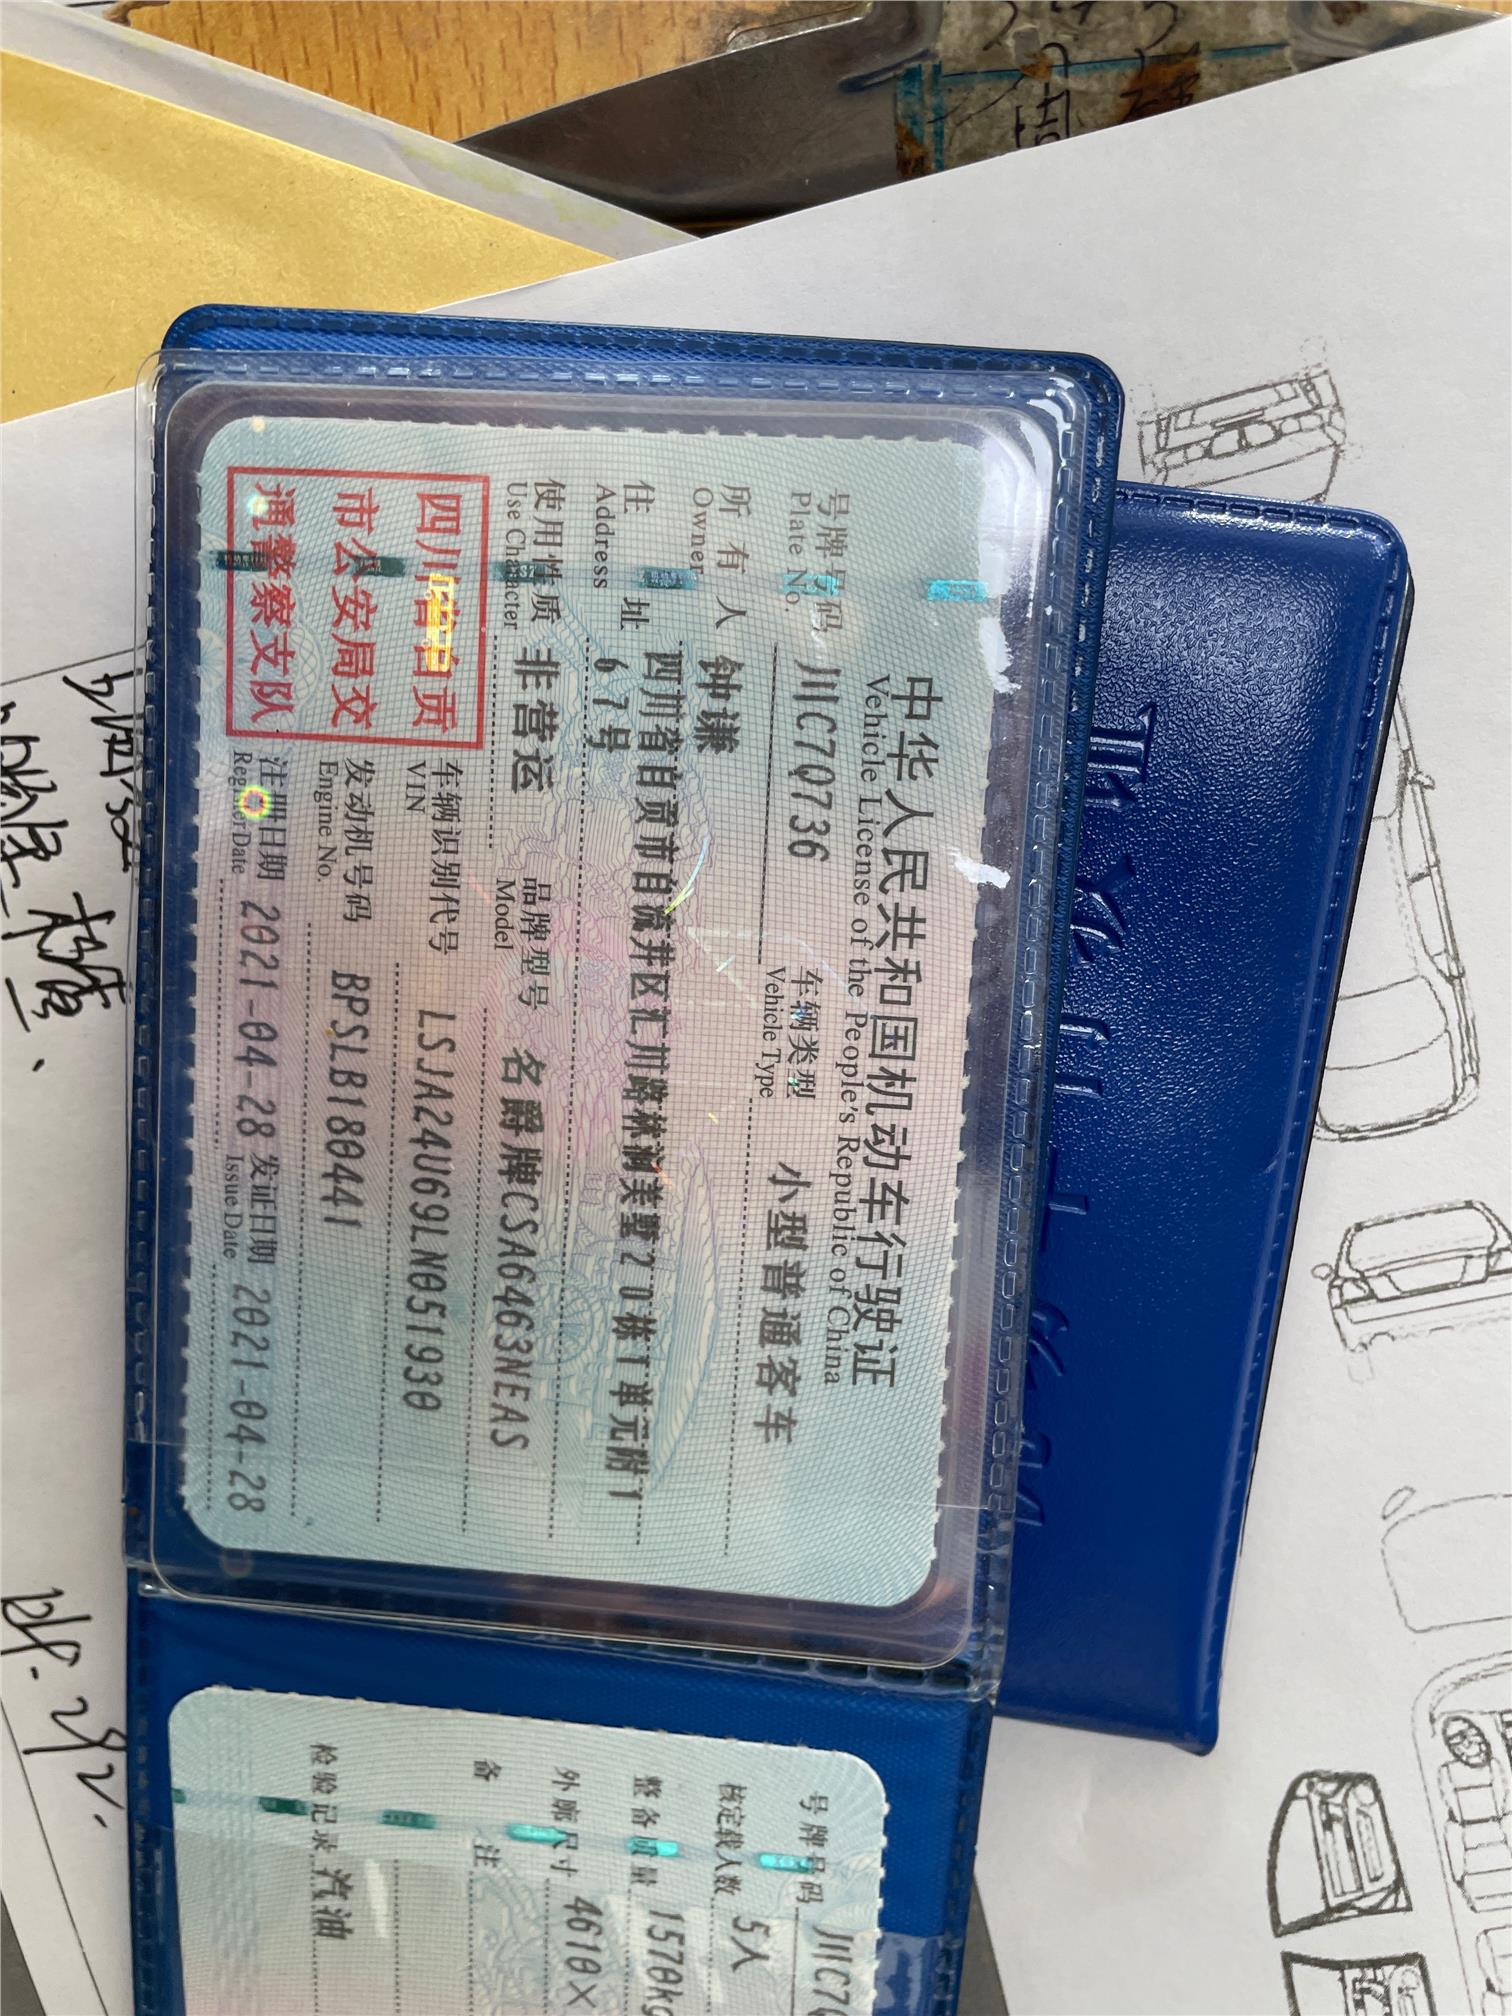 中华人民共和国机动车行驶证
Vehicle License of the People's Republic of China
号牌号码 川C7Q736 车辆类型 小型普通客车
Plate No. Vehicle Type
所有人 钟谦
Owner
住址 四川省自贡市自流井区汇川路林润美墅20栋1单元附1
Address 67号
使用性质 非营运 品牌型号 名爵牌CSA6463NEAS
Use Character Model
四川省自贡
市公安局交
通警察支队
车辆识别代号 LSJA24U69LN051930
VIN
发动机号码 BPSLB180441
Engine No.
注册日期 2021-04-28 发证日期 2021-04-28
Register Date Issue Date
号牌号码 川C7
核定载人数 5人
整备质量 1570kg
外廓尺寸 4610×
备注
检验记录 汽油